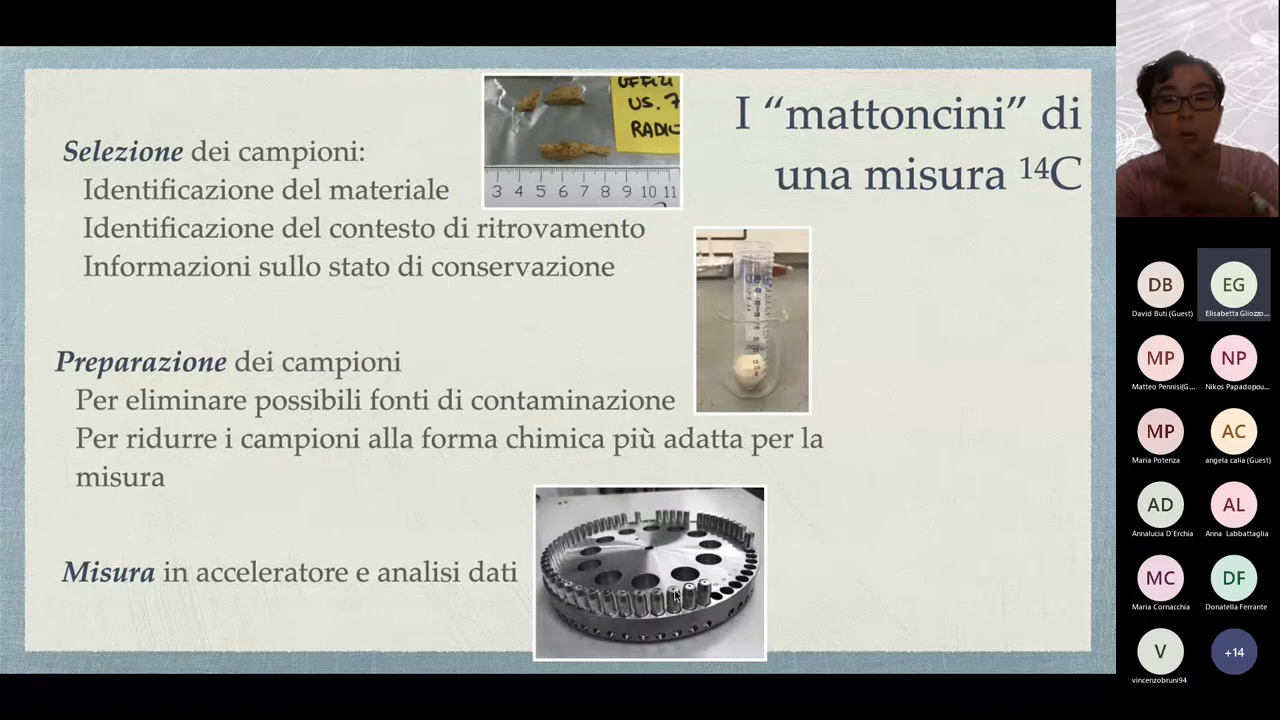 I “mattoncini” di
una misura ¹⁴C
Selezione dei campioni:
Identificazione del materiale
Identificazione del contesto di ritrovamento
Informazioni sullo stato di conservazione
UFFIZI
US. 7
RADIO
3 4 5 6 7 8 9 10 11
Preparazione dei campioni
Per eliminare possibili fonti di contaminazione
Per ridurre i campioni alla forma chimica più adatta per la
misura
Misura in acceleratore e analisi dati
DB
David Buti (Guest)
EG
Elisabetta Gliozzo...
MP
Matteo Pennisi(G...
NP
Nikos Papadopou...
MP
Maria Potenza
AC
angela calia (Guest)
AD
Annalucia D'Erchia
AL
Anna Labbattaglia
MC
Maria Cornacchia
DF
Donatella Ferrante
V
vincenzobruni94
+14